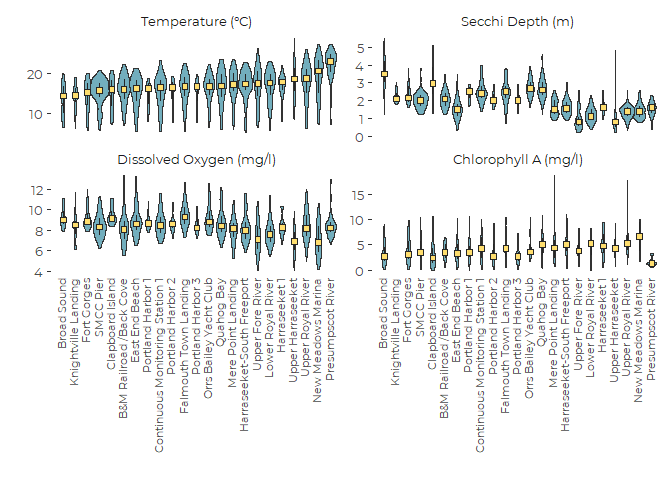 Temperature (°C)
Secchi Depth (m)
20
10
5
4
3
2
1
0
Dissolved Oxygen (mg/l)
Chlorophyll A (mg/l)
12
10
8
6
4
15
10
5
0
Broad Sound
Knightville Landing
Fort Gorges
SMCC Pier
Clapboard Island
B&M Railroad / Back Cove
East End Beach
Portland Harbor 1
Continuous Monitoring Station 1
Portland Harbor 2
Falmouth Town Landing
Portland Harbor 3
Orrs Bailey Yacht Club
Quahog Bay
Mere Point Landing
Harraseeket-South Freeport
Upper Fore River
Lower Royal River
Harraseeket 1
Upper Harraseeket
Upper Royal River
New Meadows Marina
Presumpscot River
Broad Sound
Knightville Landing
Fort Gorges
SMCC Pier
Clapboard Island
B&M Railroad / Back Cove
East End Beach
Portland Harbor 1
Continuous Monitoring Station 1
Portland Harbor 2
Falmouth Town Landing
Portland Harbor 3
Orrs Bailey Yacht Club
Quahog Bay
Mere Point Landing
Harraseeket-South Freeport
Upper Fore River
Lower Royal River
Harraseeket 1
Upper Harraseeket
Upper Royal River
New Meadows Marina
Presumpscot River